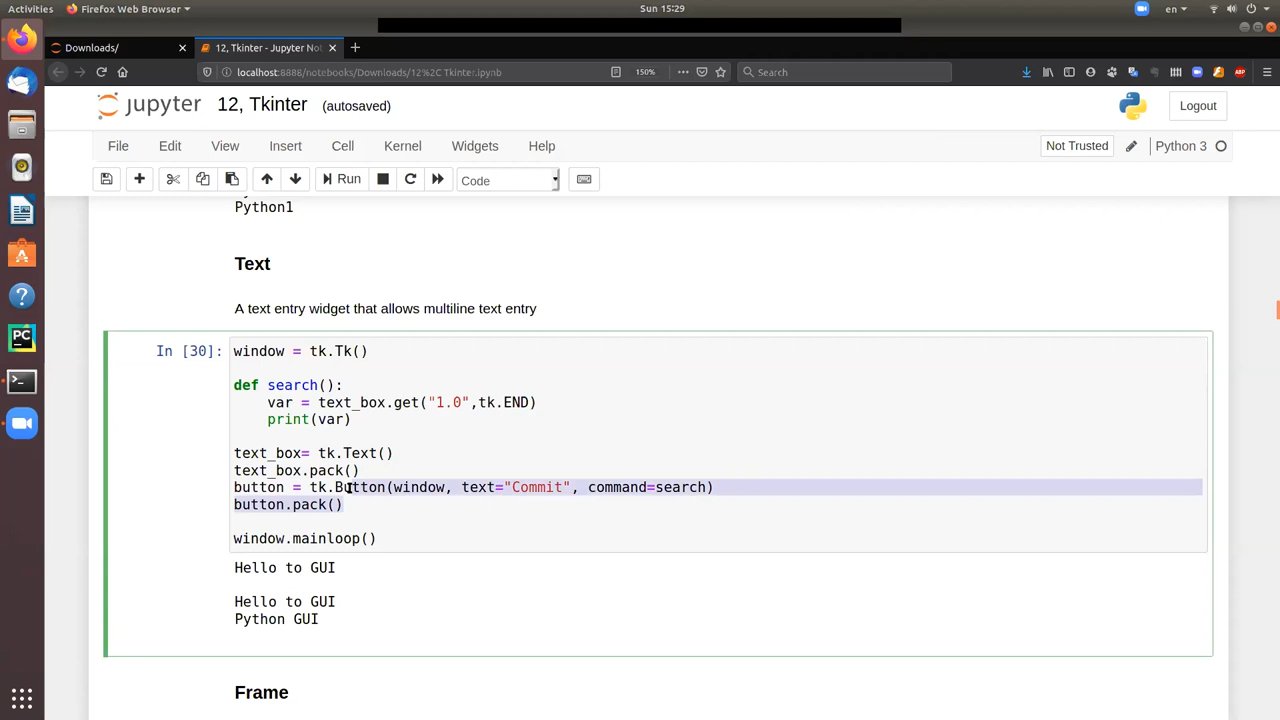 Activities Firefox Web Browser Sun 15:29 en
Downloads/ 12, Tkinter - Jupyter No
localhost:8888/notebooks/Downloads/12%2C Tkinter.ipynb 150% Search ABP
jupyter 12, Tkinter (autosaved) Logout
File Edit View Insert Cell Kernel Widgets Help Not Trusted Python 3
Run Code
Python1
Text
A text entry widget that allows multiline text entry
In [30]: window = tk.Tk()
def search():
    var = text_box.get("1.0",tk.END)
    print(var)
text_box= tk.Text()
text_box.pack()
button = tk.Button(window, text="Commit", command=search)
button.pack()
window.mainloop()
Hello to GUI
Hello to GUI
Python GUI
Frame
PC